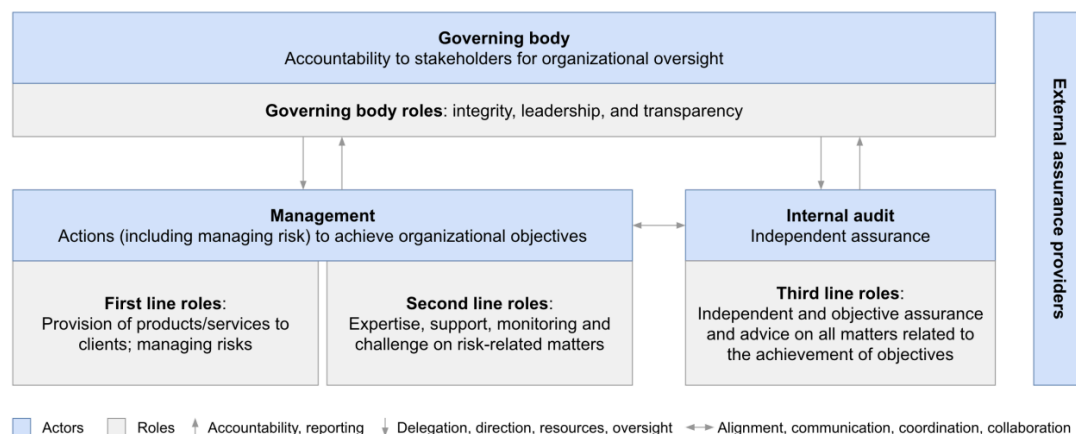 Governing body
Accountability to stakeholders for organizational oversight
Governing body roles: integrity, leadership, and transparency
Management
Actions (including managing risk) to achieve organizational objectives
Internal audit
Independent assurance
First line roles:
Provision of products/services to
clients; managing risks
Second line roles:
Expertise, support, monitoring and
challenge on risk-related matters
Third line roles:
Independent and objective assurance
and advice on all matters related to
the achievement of objectives
External assurance providers
Actors
Roles
Accountability, reporting
Delegation, direction, resources, oversight
Alignment, communication, coordination, collaboration